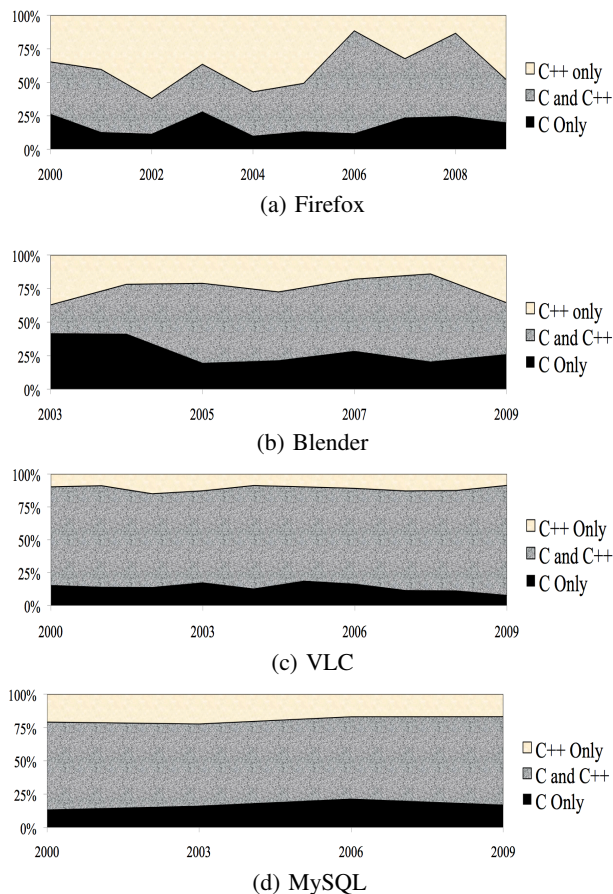 100%
75%
50%
25%
0%
C++ only
C and C++
C Only
2000 2002 2004 2006 2008
(a) Firefox
100%
75%
50%
25%
0%
C++ only
C and C++
C Only
2003 2005 2007 2009
(b) Blender
100%
75%
50%
25%
0%
C++ Only
C and C++
C Only
2000 2003 2006 2009
(c) VLC
100%
75%
50%
25%
0%
C++ Only
C and C++
C Only
2000 2003 2006 2009
(d) MySQL